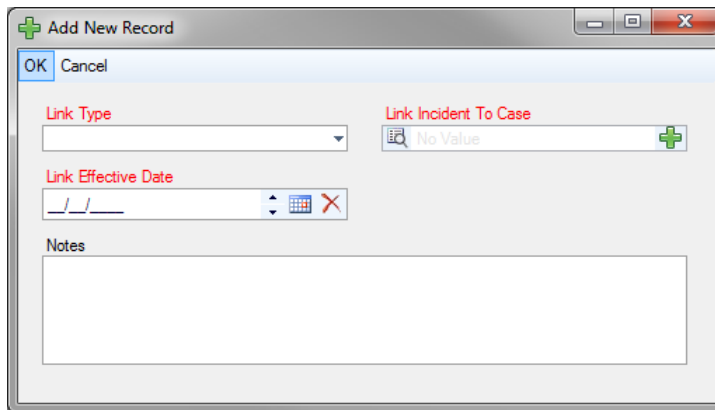 Add New Record
OK Cancel
Link Type Link Incident To Case
No Value
Link Effective Date
__/__/____
Notes